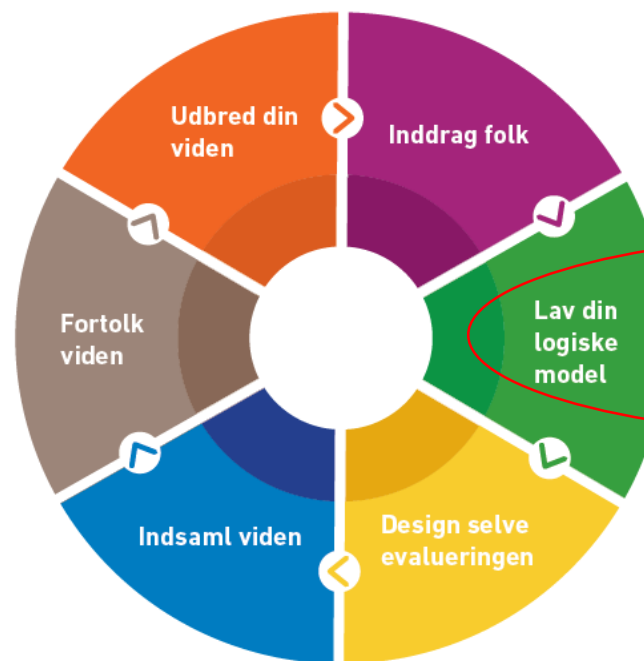 Udbred din
viden
Inddrag folk
Lav din
logiske
model
Design selve
evalueringen
Indsaml viden
Fortolk
viden